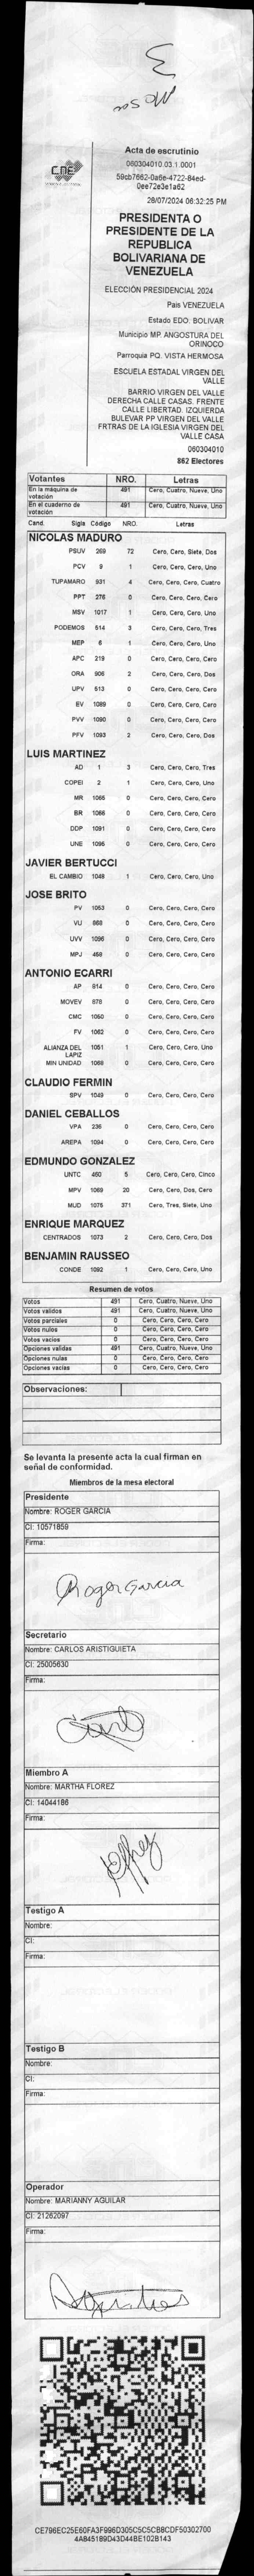 Acta de escrutinio
060304010.03.1.0001
59cb7662-0a6e-4722-84ed-
0ee72e3e1a62
28/07/2024 06:32:25 PM
CNE
PRESIDENTA O
PRESIDENTE DE LA
REPUBLICA
BOLIVARIANA DE
VENEZUELA
ELECCIÓN PRESIDENCIAL 2024
Pais VENEZUELA
Estado EDO. BOLIVAR
Municipio MP. ANGOSTURA DEL
ORINOCO
Parroquia PQ. VISTA HERMOSA
ESCUELA ESTADAL VIRGEN DEL
VALLE
BARRIO VIRGEN DEL VALLE
DERECHA CALLE CASAS. FRENTE
CALLE LIBERTAD. IZQUIERDA
BULEVAR PP VIRGEN DEL VALLE
FRTRAS DE LA IGLESIA VIRGEN DEL
VALLE CASA
060304010
862 Electores
Votantes NRO. Letras
En la máquina de votación 491 Cero, Cuatro, Nueve, Uno
En el cuaderno de votación 491 Cero, Cuatro, Nueve, Uno
Cand. Sigla Código NRO. Letras
NICOLAS MADURO
PSUV 269 72 Cero, Cero, Siete, Dos
PCV 9 1 Cero, Cero, Cero, Uno
TUPAMARO 931 4 Cero, Cero, Cero, Cuatro
PPT 276 0 Cero, Cero, Cero, Cero
MSV 1017 1 Cero, Cero, Cero, Uno
PODEMOS 514 3 Cero, Cero, Cero, Tres
MEP 6 1 Cero, Cero, Cero, Uno
APC 219 0 Cero, Cero, Cero, Cero
ORA 906 2 Cero, Cero, Cero, Dos
UPV 513 0 Cero, Cero, Cero, Cero
EV 1089 0 Cero, Cero, Cero, Cero
PVV 1090 0 Cero, Cero, Cero, Cero
PFV 1093 2 Cero, Cero, Cero, Dos
LUIS MARTINEZ
AD 1 3 Cero, Cero, Cero, Tres
COPEI 2 1 Cero, Cero, Cero, Uno
MR 1065 0 Cero, Cero, Cero, Cero
BR 1066 0 Cero, Cero, Cero, Cero
DDP 1091 0 Cero, Cero, Cero, Cero
UNE 1095 0 Cero, Cero, Cero, Cero
JAVIER BERTUCCI
EL CAMBIO 1048 1 Cero, Cero, Cero, Uno
JOSE BRITO
PV 1053 0 Cero, Cero, Cero, Cero
VU 868 0 Cero, Cero, Cero, Cero
UVV 1096 0 Cero, Cero, Cero, Cero
MPJ 458 0 Cero, Cero, Cero, Cero
ANTONIO ECARRI
AP 614 0 Cero, Cero, Cero, Cero
MOVEV 878 0 Cero, Cero, Cero, Cero
CMC 1050 0 Cero, Cero, Cero, Cero
FV 1062 0 Cero, Cero, Cero, Cero
ALIANZA DEL LAPIZ 1051 1 Cero, Cero, Cero, Uno
MIN UNIDAD 1068 0 Cero, Cero, Cero, Cero
CLAUDIO FERMIN
SPV 1049 0 Cero, Cero, Cero, Cero
DANIEL CEBALLOS
VPA 236 0 Cero, Cero, Cero, Cero
AREPA 1094 0 Cero, Cero, Cero, Cero
EDMUNDO GONZALEZ
UNTC 460 5 Cero, Cero, Cero, Cinco
MPV 1069 20 Cero, Cero, Dos, Cero
MUD 1075 371 Cero, Tres, Siete, Uno
ENRIQUE MARQUEZ
CENTRADOS 1073 2 Cero, Cero, Cero, Dos
BENJAMIN RAUSSEO
CONDE 1092 1 Cero, Cero, Cero, Uno
Resumen de votos
Votos 491 Cero, Cuatro, Nueve, Uno
Votos validos 491 Cero, Cuatro, Nueve, Uno
Votos parciales 0 Cero, Cero, Cero, Cero
Votos nulos 0 Cero, Cero, Cero, Cero
Votos vacíos 0 Cero, Cero, Cero, Cero
Opciones validas 491 Cero, Cuatro, Nueve, Uno
Opciones nulas 0 Cero, Cero, Cero, Cero
Opciones vacías 0 Cero, Cero, Cero, Cero
Observaciones:
Se levanta la presente acta la cual firman en
señal de conformidad.
Miembros de la mesa electoral
Presidente
Nombre: ROGER GARCIA
CI: 10571859
Firma:
Roger Garcia
Secretario
Nombre: CARLOS ARISTIGUIETA
CI: 25005630
Firma:
Miembro A
Nombre: MARTHA FLOREZ
CI: 14044186
Firma:
Testigo A
Nombre:
CI:
Firma:
Testigo B
Nombre:
CI:
Firma:
Operador
Nombre: MARIANNY AGUILAR
CI: 21262097
Firma:
CE796EC25E60FA3F996D305C5C5CB8CDF50302700
4A845189D43D44BE102B143